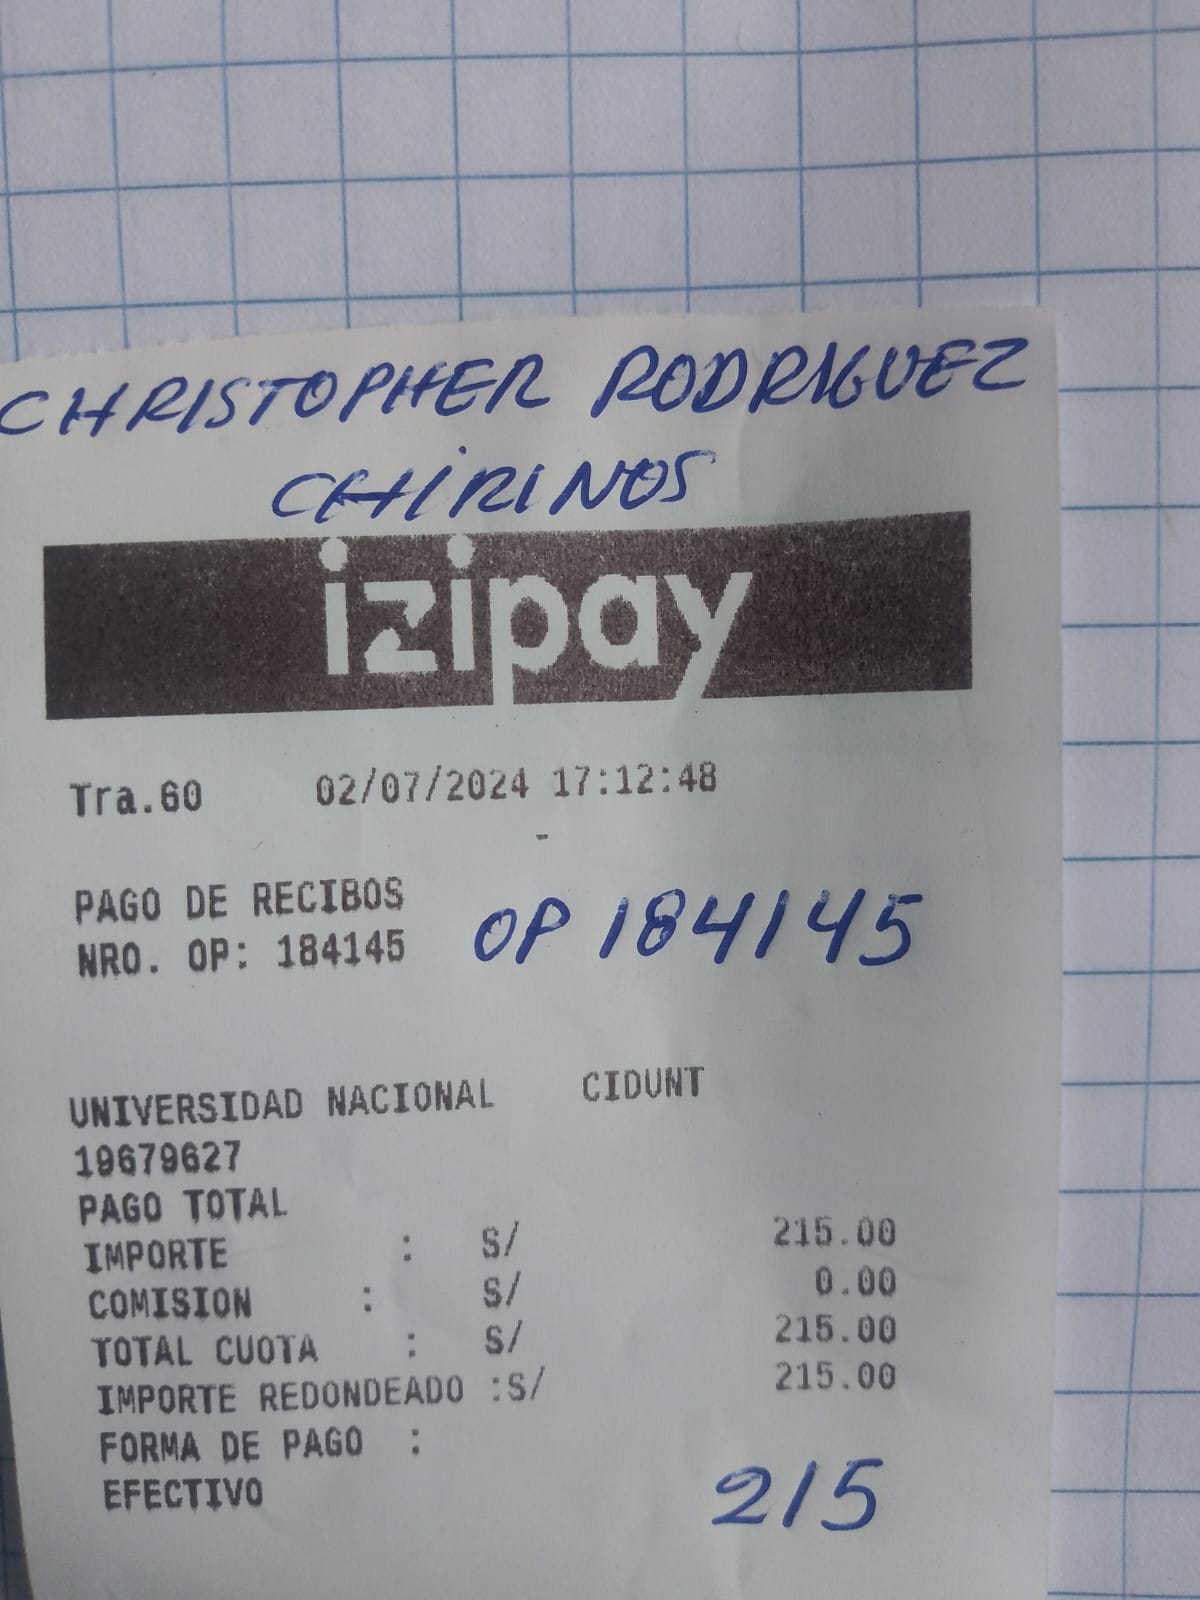 CHRISTOPHER RODRIGUEZ
CHIRINOS
izipay
Tra.60 02/07/2024 17:12:48
-
PAGO DE RECIBOS
NRO. OP: 184145 OP 184145
UNIVERSIDAD NACIONAL CIDUNT
19679627
PAGO TOTAL
IMPORTE : S/ 215.00
COMISION : S/ 0.00
TOTAL CUOTA : S/ 215.00
IMPORTE REDONDEADO :S/ 215.00
FORMA DE PAGO :
EFECTIVO 215